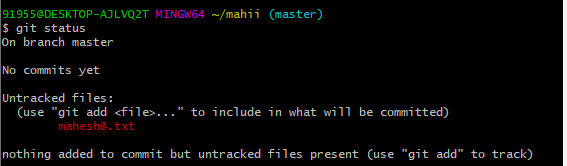 91955@DESKTOP-AJLVQ2T MINGW64 ~/mahii (master)
$ git status
On branch master
No commits yet
Untracked files:
  (use "git add <file>..." to include in what will be committed)
        mahesh@.txt
nothing added to commit but untracked files present (use "git add" to track)